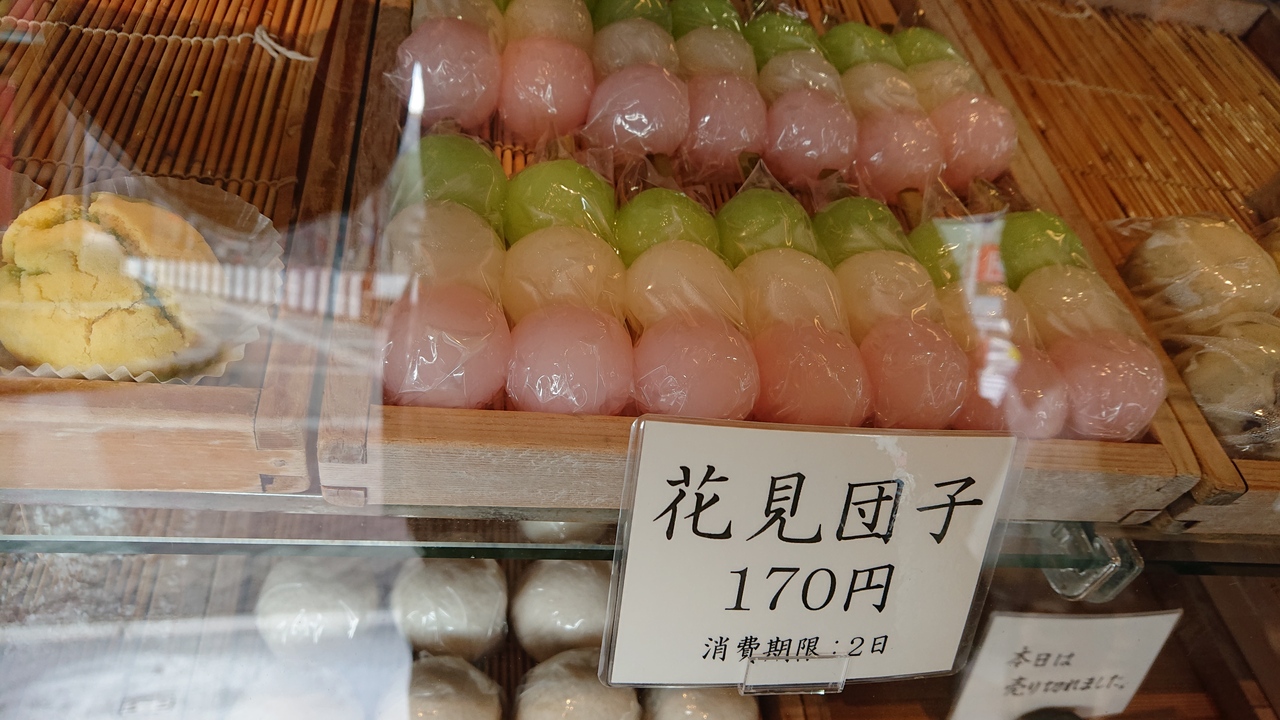 花見団子
170円
消費期限：2日
本日は
売り切れました。